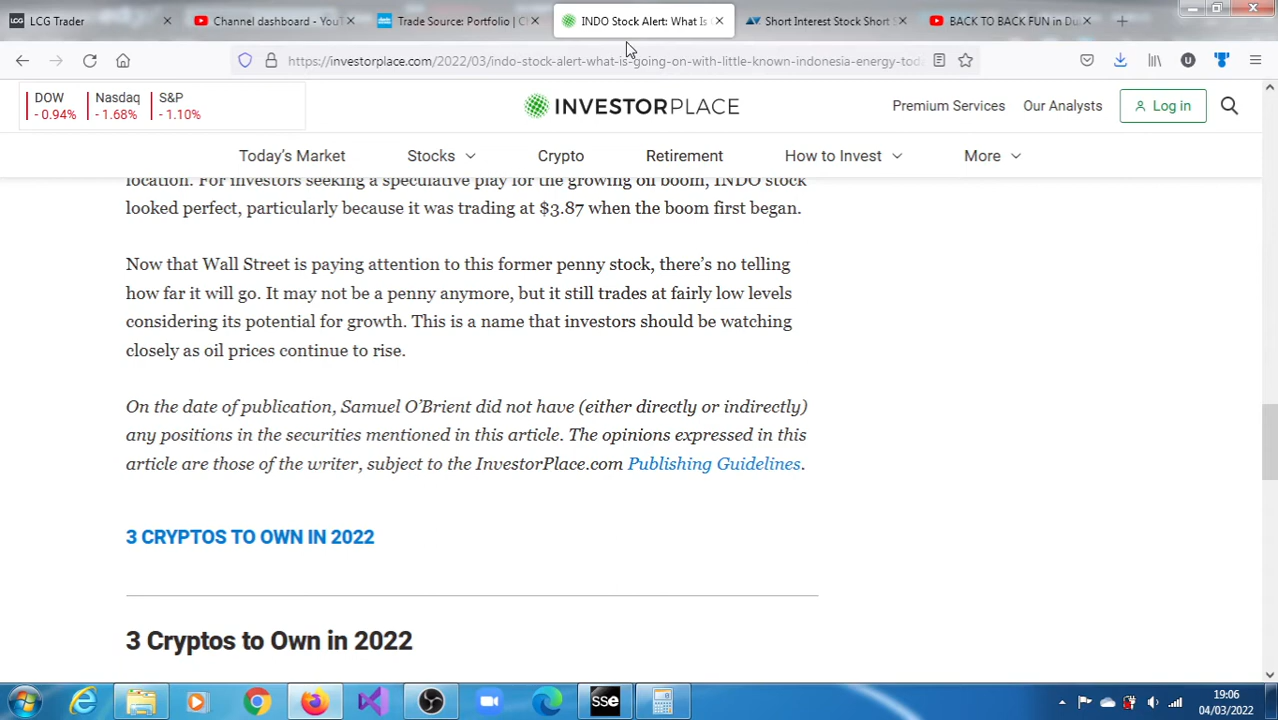 LCG Trader
Channel dashboard - YouT
Trade Source: Portfolio | C
INDO Stock Alert: What Is
Short Interest Stock Short
BACK TO BACK FUN in Du
https://investorplace.com/2022/03/indo-stock-alert-what-is-going-on-with-little-known-indonesia-energy-tod
DOW
- 0.94%
Nasdaq
- 1.68%
S&P
- 1.10%
INVESTORPLACE
Premium Services
Our Analysts
Log in
Today’s Market
Stocks
Crypto
Retirement
How to Invest
More
location. For investors seeking a speculative play for the growing oil boom, INDO stock
looked perfect, particularly because it was trading at $3.87 when the boom first began.
Now that Wall Street is paying attention to this former penny stock, there’s no telling
how far it will go. It may not be a penny anymore, but it still trades at fairly low levels
considering its potential for growth. This is a name that investors should be watching
closely as oil prices continue to rise.
On the date of publication, Samuel O’Brient did not have (either directly or indirectly)
any positions in the securities mentioned in this article. The opinions expressed in this
article are those of the writer, subject to the InvestorPlace.com Publishing Guidelines.
3 CRYPTOS TO OWN IN 2022
3 Cryptos to Own in 2022
SSE
19:06
04/03/2022